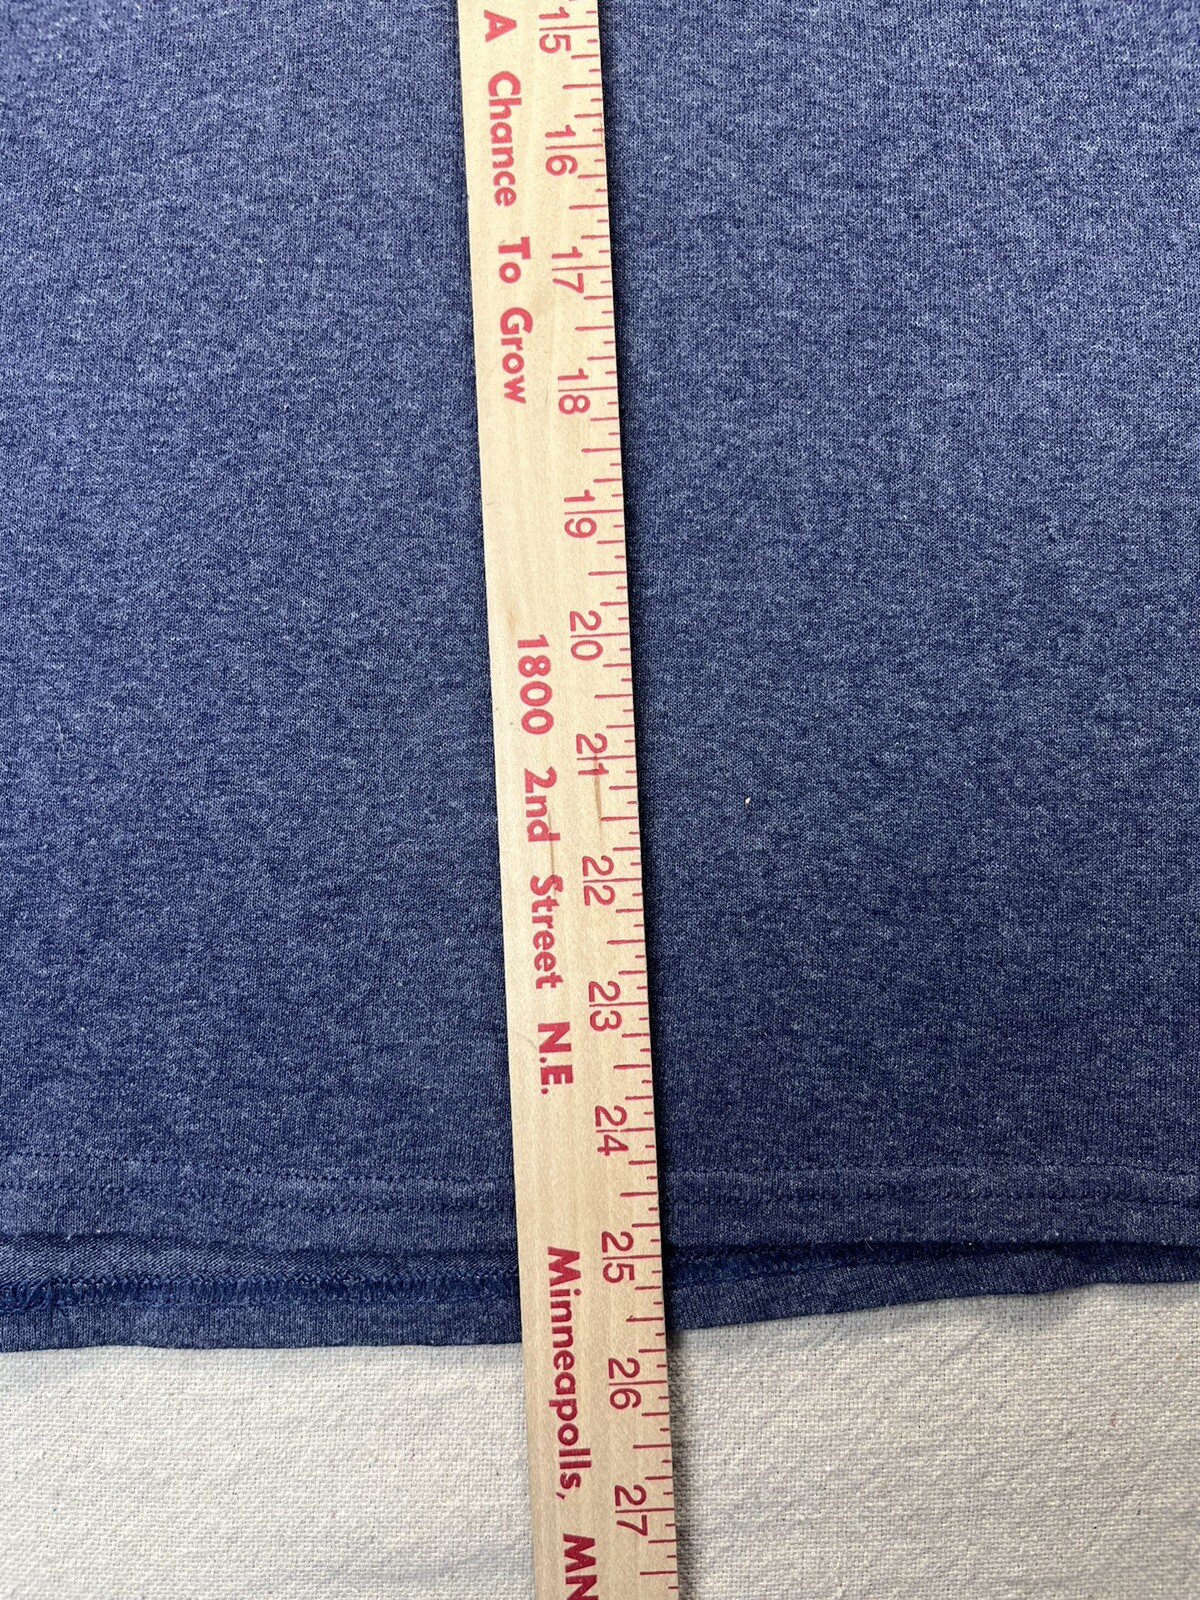 15 16 17 18 19 20 21 22 23 24 25 26 27
A Chance To Grow 1800 2nd Street N.E. Minneapolis, MN